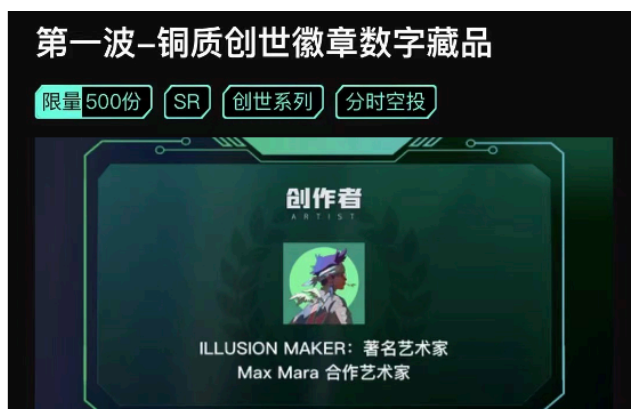 第一波-铜质创世徽章数字藏品
限量 500份 SR 创世系列 分时空投
创作者
ARTIST
ILLUSION MAKER：著名艺术家
Max Mara 合作艺术家